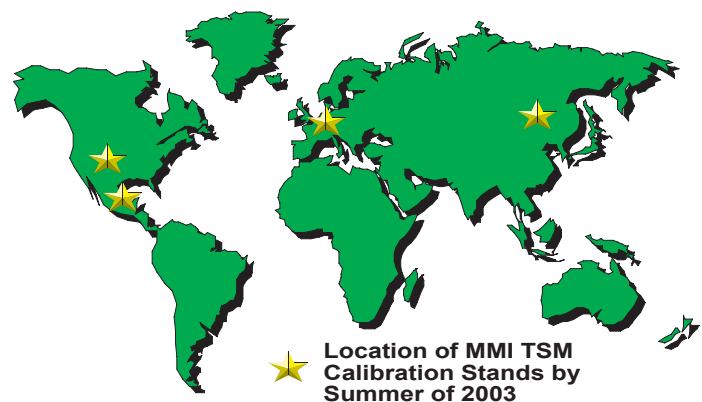 Location of MMI TSM
Calibration Stands by
Summer of 2003